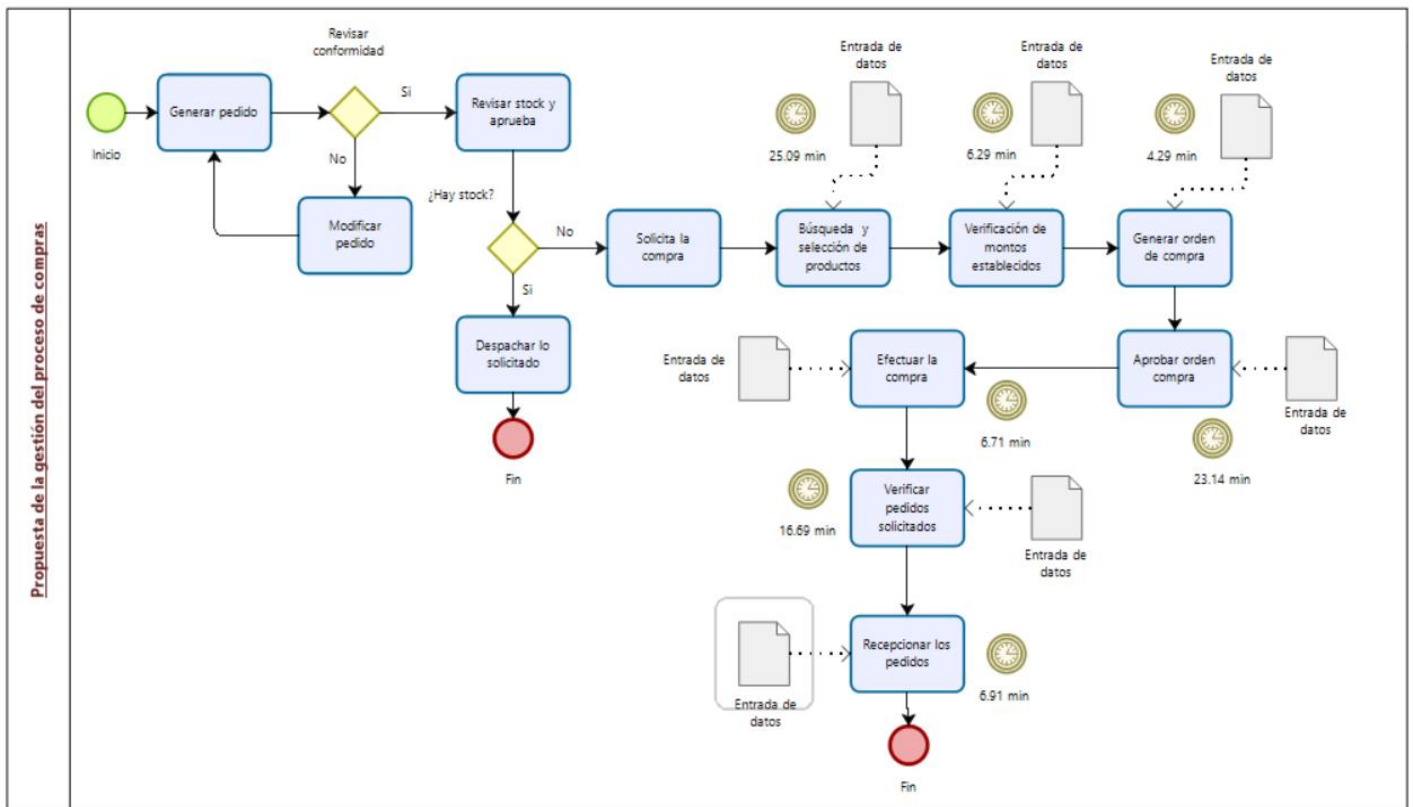 Propuesta de la gestión del proceso de compras
Inicio
Generar pedido
Revisar
conformidad
Si
No
Modificar
pedido
Revisar stock y
aprueba
¿Hay stock?
No
Si
Despachar lo
solicitado
Fin
Solicita la
compra
Entrada de
datos
25.09 min
Búsqueda y
selección de
productos
Entrada de
datos
6.29 min
Verificación de
montos
establecidos
Entrada de
datos
4.29 min
Generar orden
de compra
Aprobar orden
compra
Entrada de
datos
23.14 min
Entrada de
datos
Efectuar la
compra
6.71 min
Verificar
pedidos
solicitados
16.69 min
Entrada de
datos
Recepcionar los
pedidos
6.91 min
Entrada de
datos
Fin